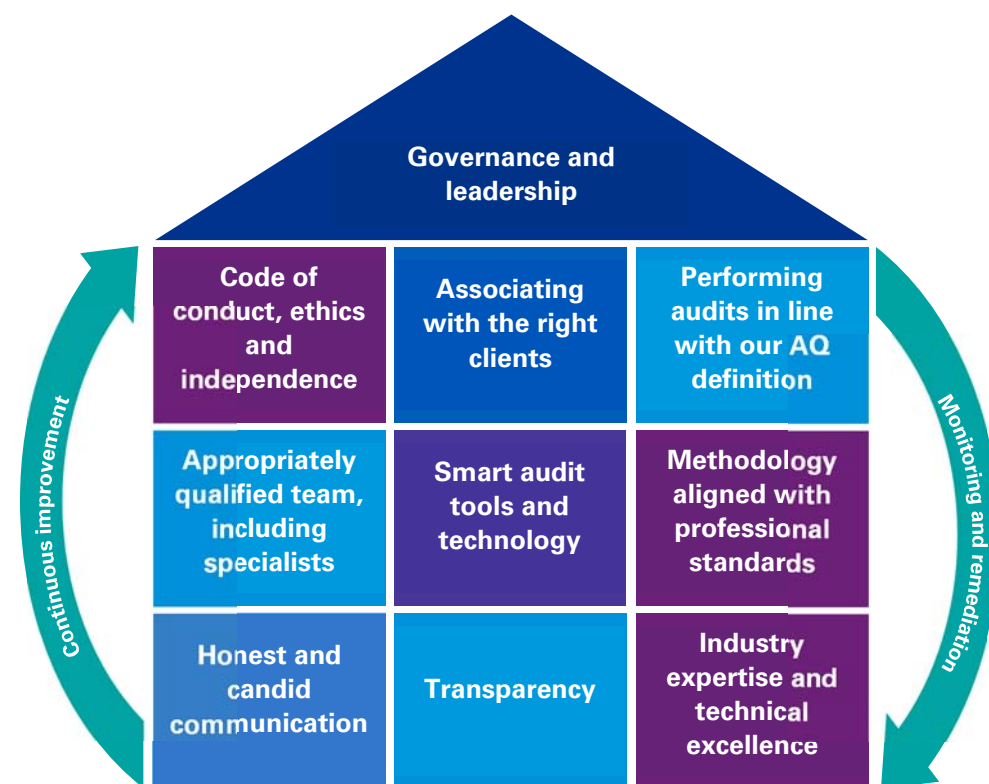 Governance and
leadership
Code of
conduct, ethics
and
independence
Associating
with the right
clients
Performing
audits in line
with our AQ
definition
Appropriately
qualified team,
including
specialists
Smart audit
tools and
technology
Methodology
aligned with
professional
standards
Honest and
candid
communication
Transparency
Industry
expertise and
technical
excellence
Continuous improvement
Monitoring and remediation